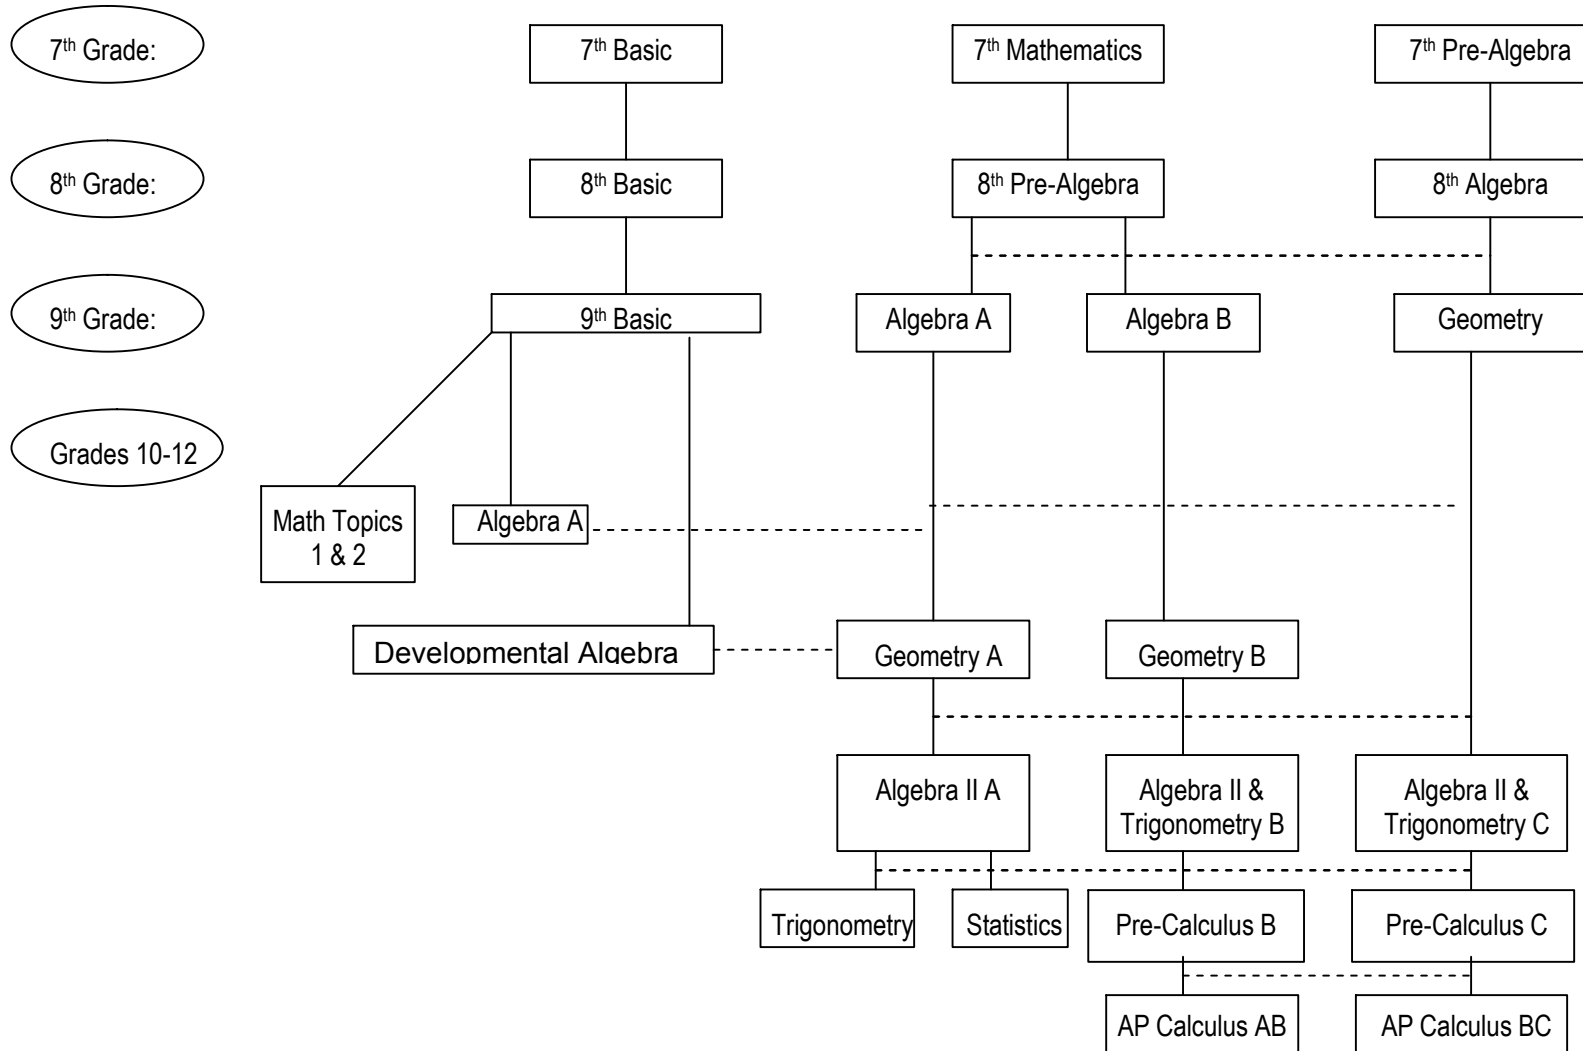 7th Grade:
7th Basic
7th Mathematics
7th Pre-Algebra
8th Grade:
8th Basic
8th Pre-Algebra
8th Algebra
9th Grade:
9th Basic
Algebra A
Algebra B
Geometry
Grades 10-12
Math Topics
1 & 2
Algebra A
Developmental Algebra
Geometry A
Geometry B
Algebra II A
Algebra II &
Trigonometry B
Algebra II &
Trigonometry C
Trigonometry
Statistics
Pre-Calculus B
Pre-Calculus C
AP Calculus AB
AP Calculus BC